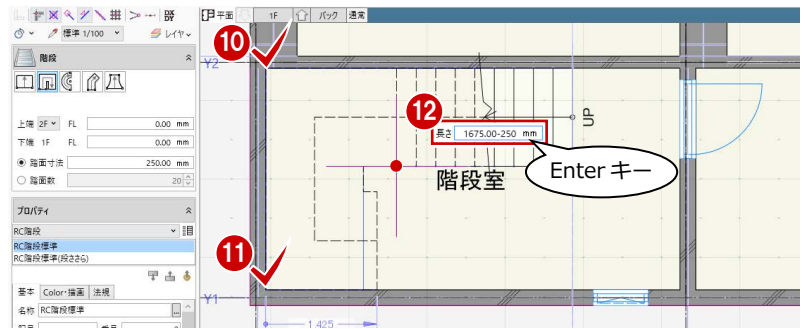 平面
1F
パック
通常
標準 1/100
レイヤ
階段
上端 2F FL 0.00 mm
下端 1F FL 0.00 mm
踏面寸法 250.00 mm
踏面数 20
プロパティ
RC階段
RC階段標準
RC階段標準(段ささら)
基本 Color・描画 法規
名称 RC階段標準
10
Y2
12
長さ 1675.00-250 mm
UP
階段室
Enter キー
11
Y1
1,425